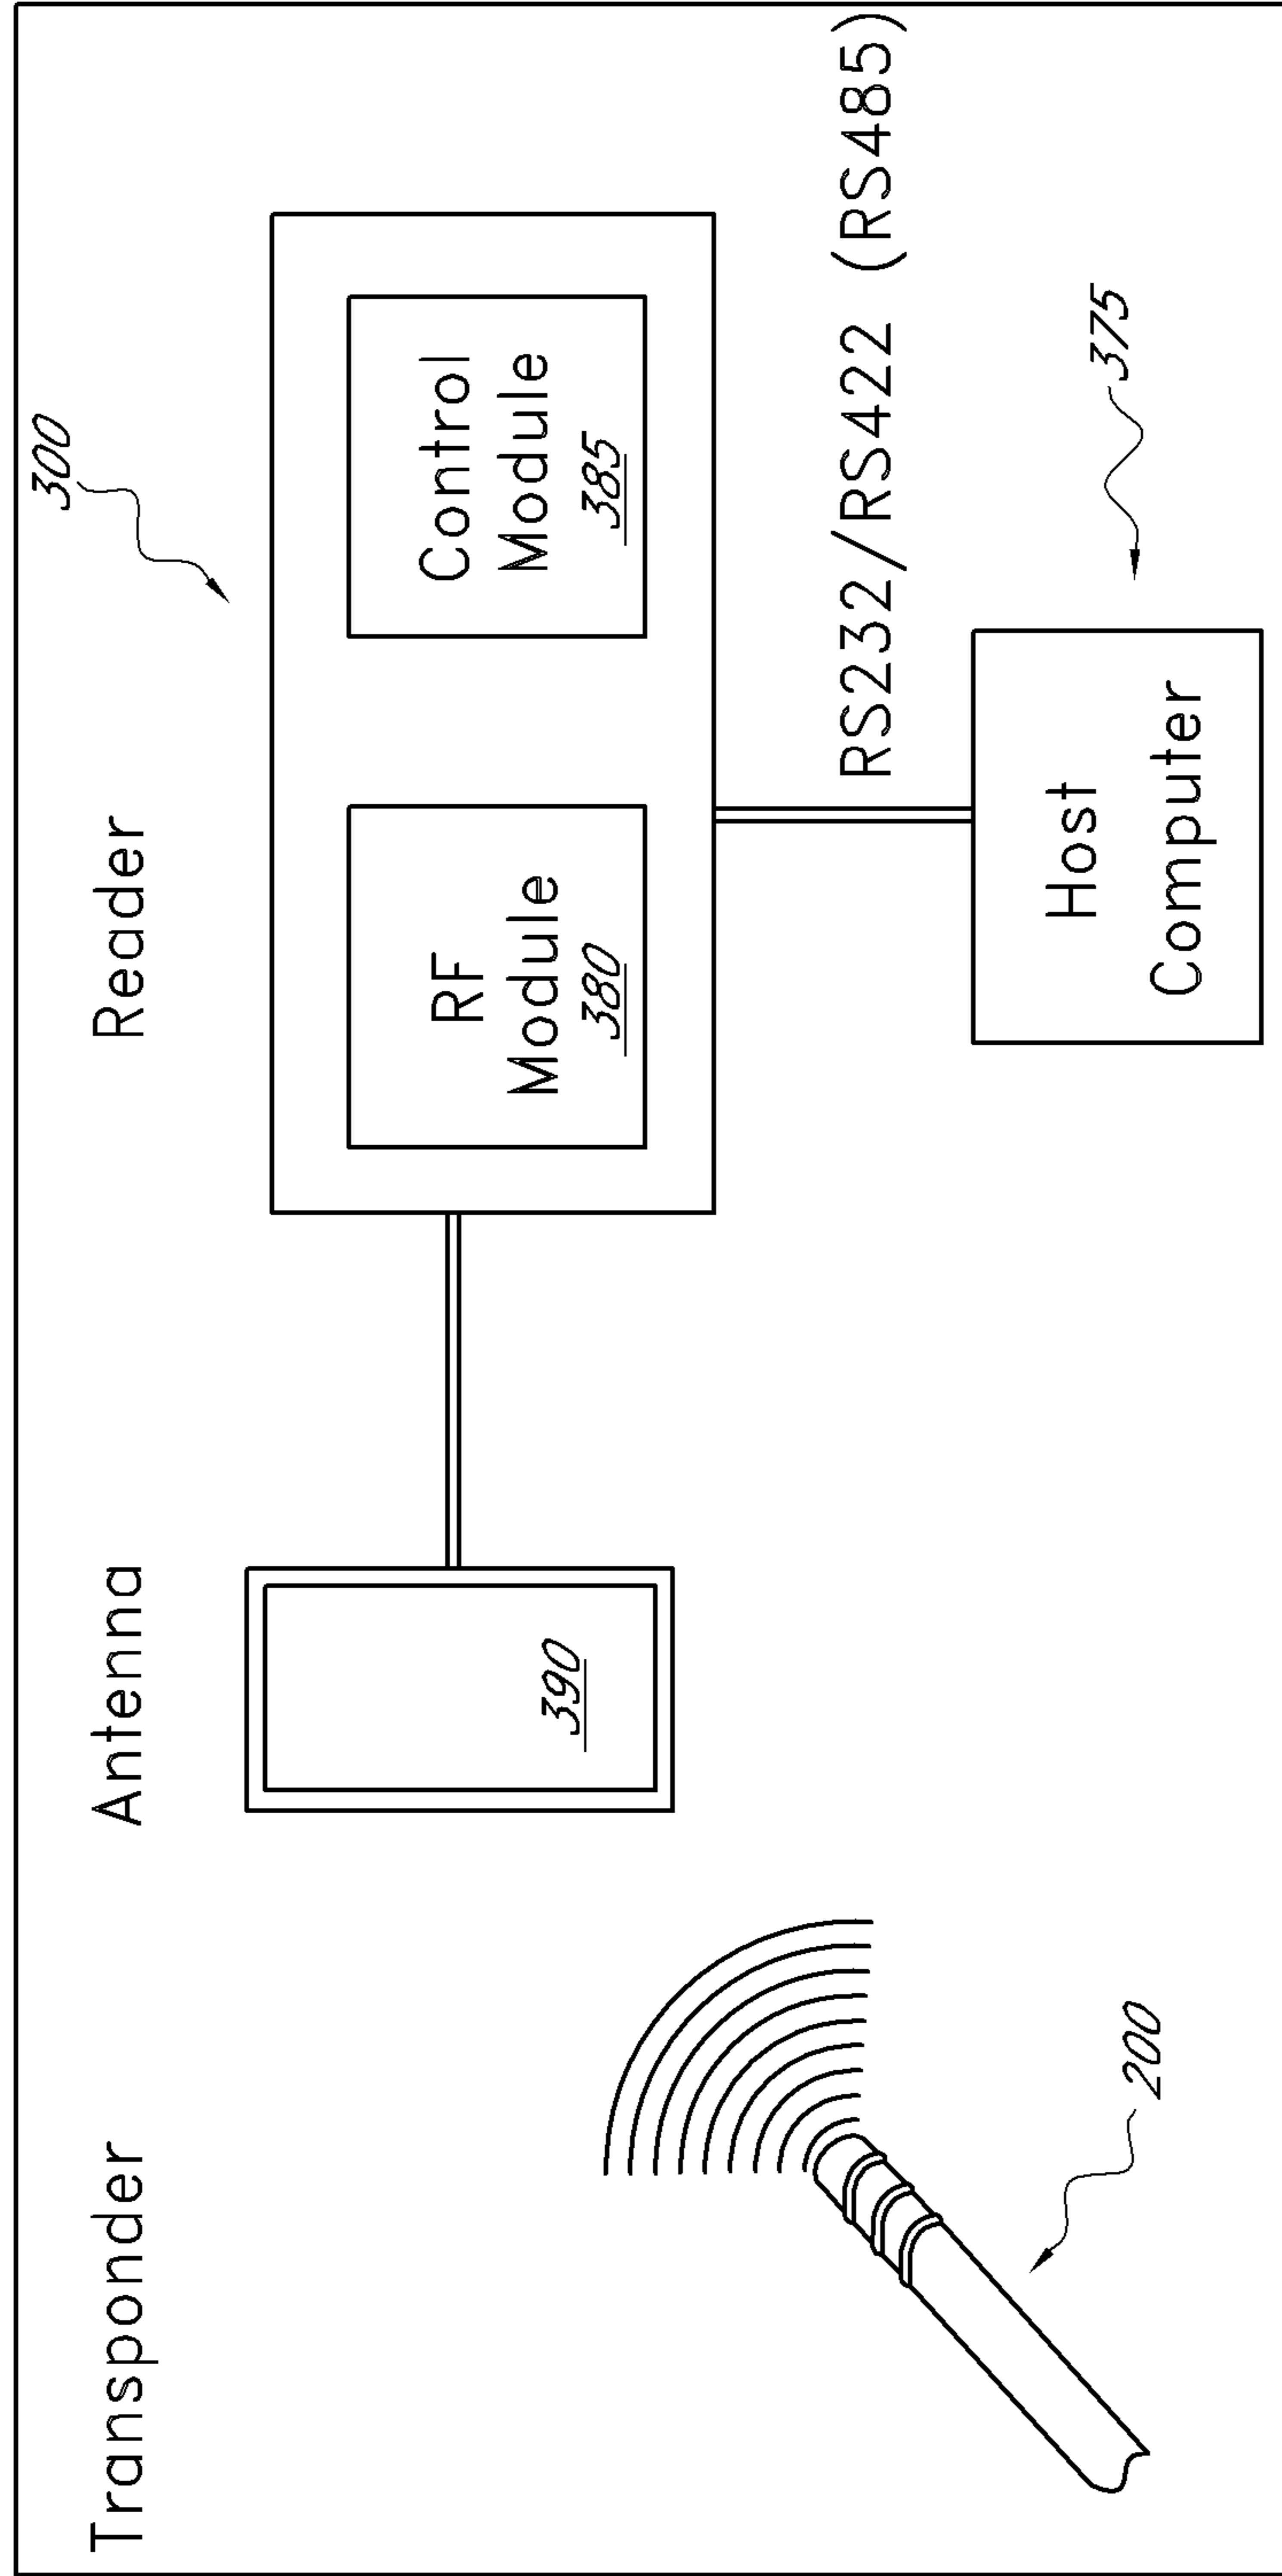 Transponder
Antenna
Reader
300
RF
Module
380
Control
Module
385
390
RS232/RS422 (RS485)
Host
Computer
375
200